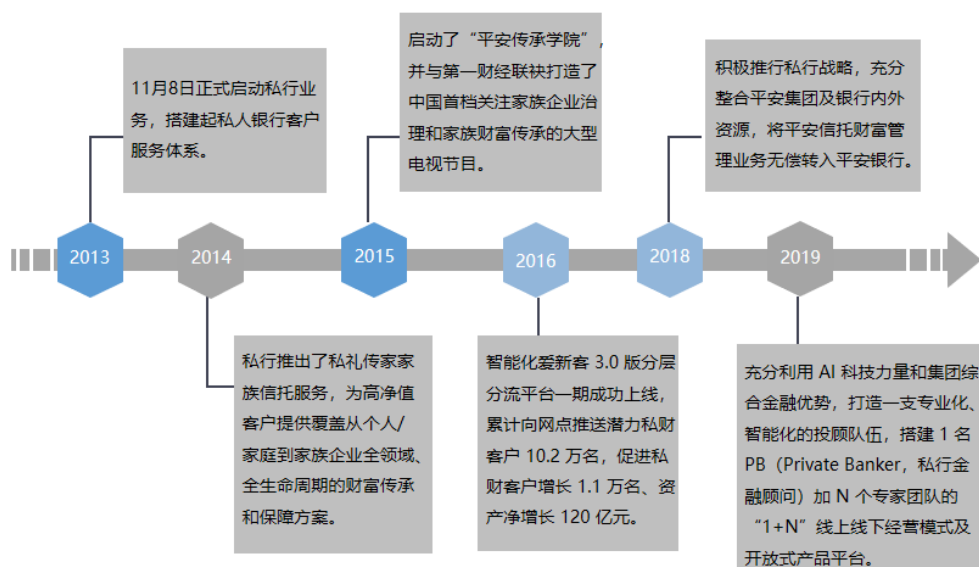 11月8日正式启动私行业
务，搭建起私人银行客户
服务体系。
启动了“平安传承学院”，
并与第一财经联袂打造了
中国首档关注家族企业治
理和家族财富传承的大型
电视节目。
积极推行私行战略，充分
整合平安集团及银行内外
资源，将平安信托财富管
理业务无偿转入平安银行。
2013
2014
2015
2016
2018
2019
私行推出了私礼传家家
族信托服务，为高净值
客户提供覆盖从个人/
家庭到家族企业全领域、
全生命周期的财富传承
和保障方案。
智能化爱新客 3.0 版分层
分流平台一期成功上线，
累计向网点推送潜力私财
客户 10.2 万名，促进私
财客户增长 1.1 万名、资
产净增长 120 亿元。
充分利用 AI 科技力量和集团综
合金融优势，打造一支专业化、
智能化的投顾队伍，搭建 1 名
PB（Private Banker，私行金
融顾问）加 N 个专家团队的
“1+N”线上线下经营模式及
开放式产品平台。